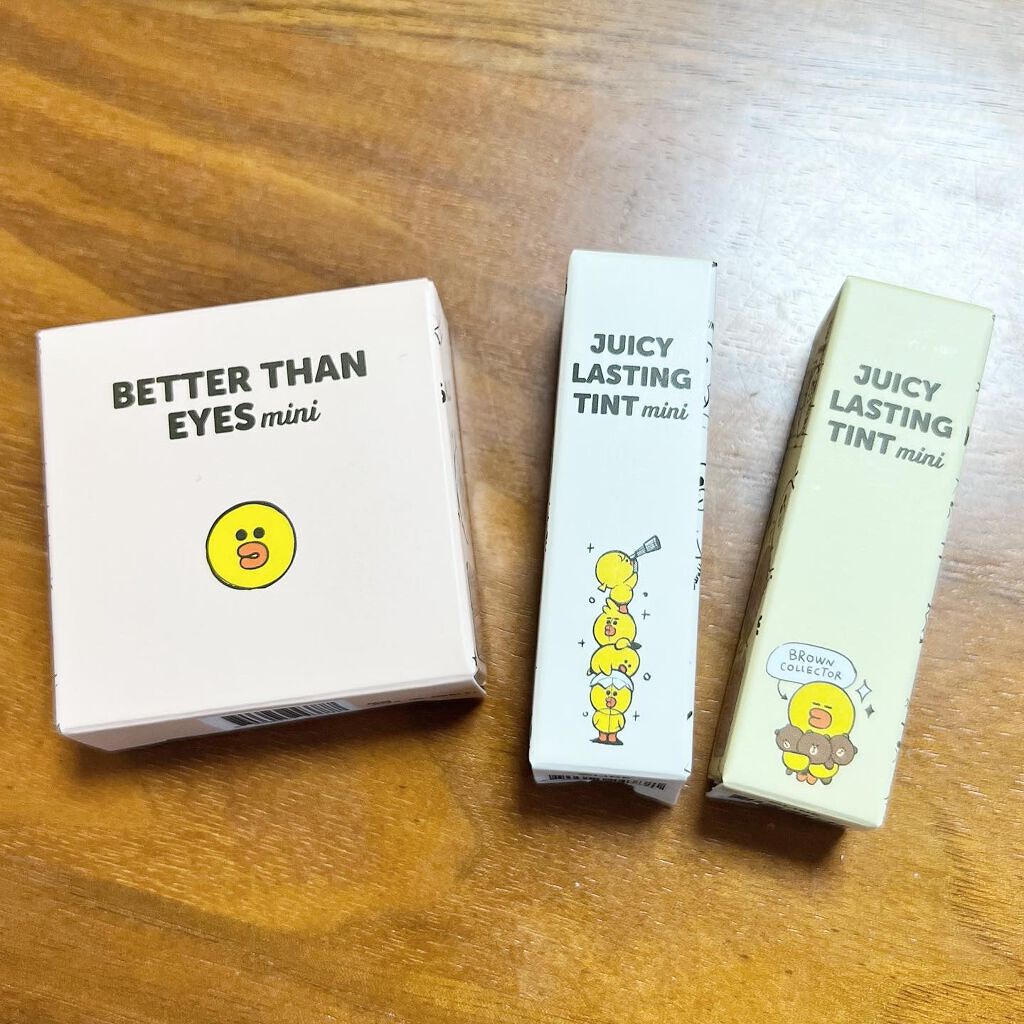 BETTER THAN
EYES mini
JUICY
LASTING
TINT mini
JUICY
LASTING
TINT mini
BROWN
COLLECTOR